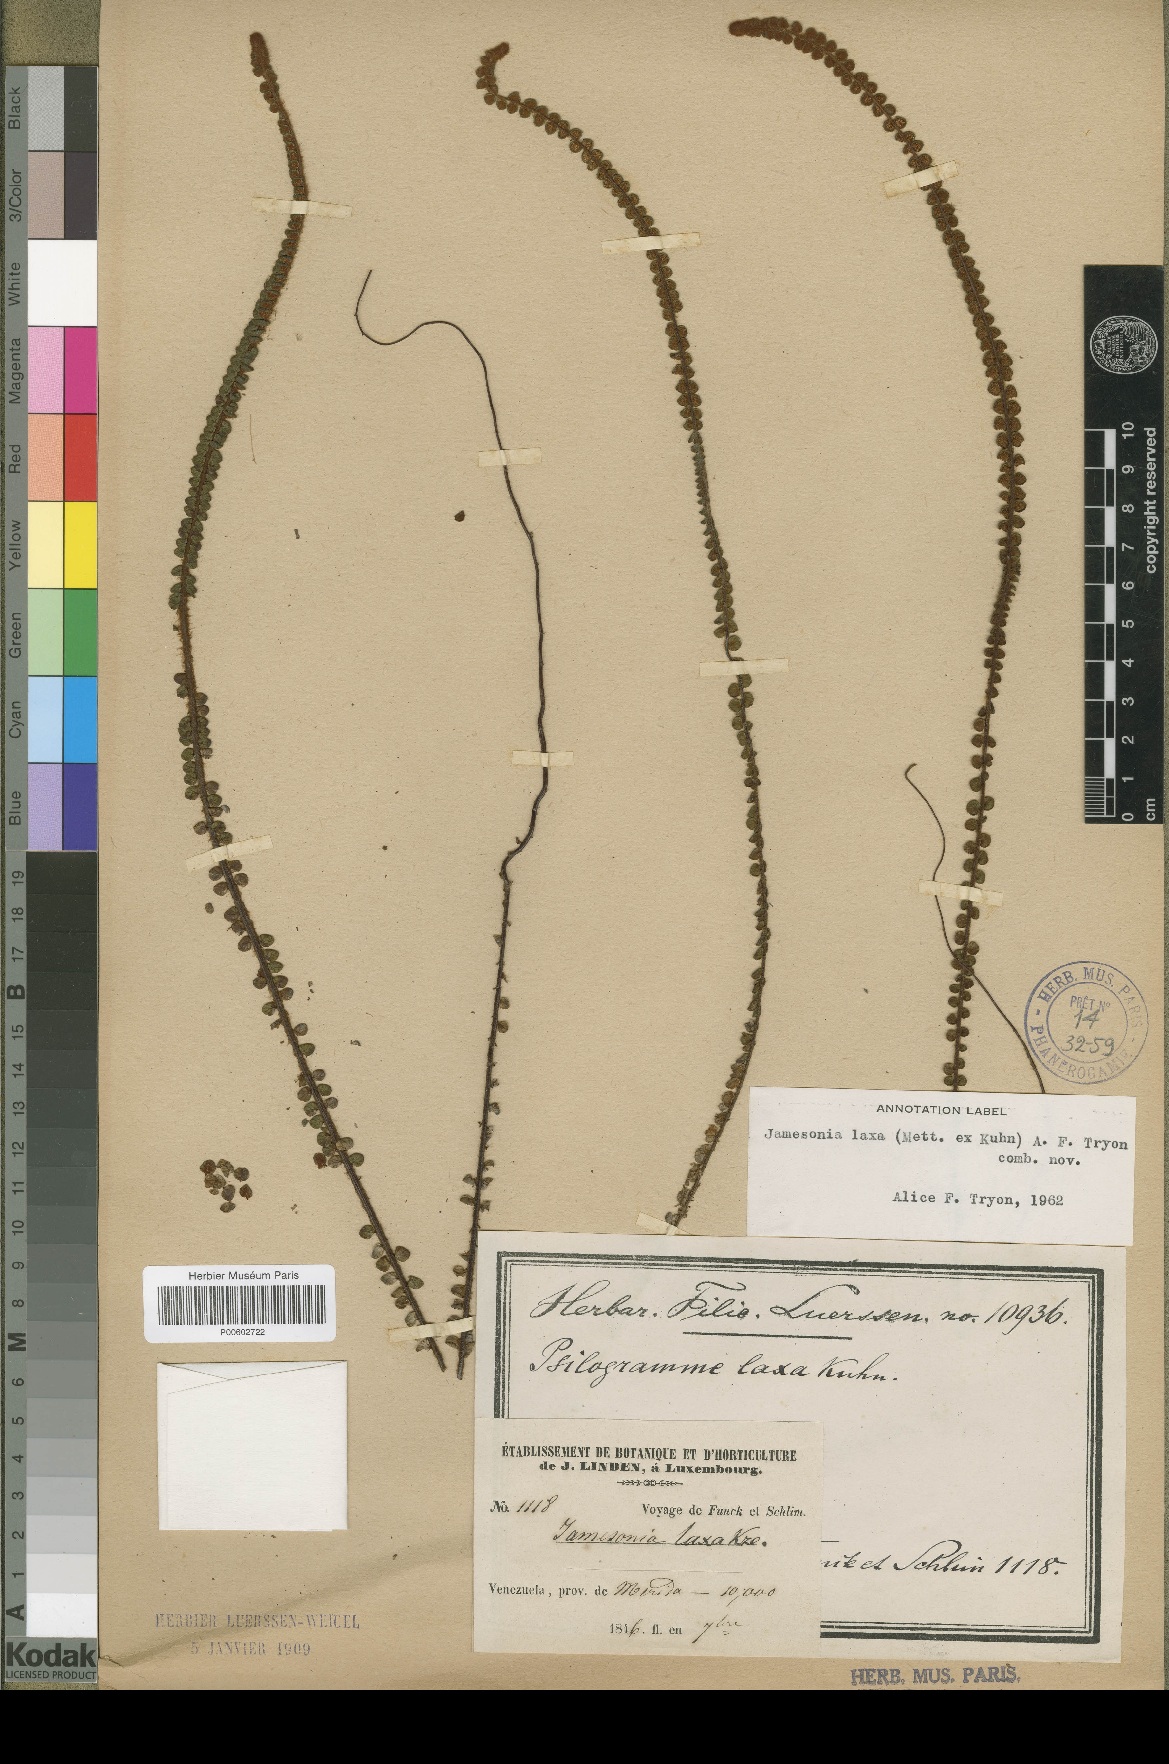 Black
3/Color
White
Magenta
Red
Yellow
Green
Cyan
Blue
19
18
17
B
15
14
13
12
11
10
9
8
M
6
5
4
3
2
1
A
Kodak
LICENSED PRODUCT
10
9
8
7
6
5
4
3
2
1
0
cm
copyright reserved
HERB. MUS. PARIS
PRÊT No
14
3259
PHANEROGAMIE
ANNOTATION LABEL
Jamesonia laxa (Mett. ex Kuhn) A. F. Tryon
comb. nov.
Alice F. Tryon, 1962
Herbier Muséum Paris
P00602722
Herbar. Filic. Luerssen. no. 10936.
Psilogramme laxa Kuhn.
et Schlim 1118.
ÉTABLISSEMENT DE BOTANIQUE ET D'HORTICULTURE
de J. LINDEN, á Luxembourg.
No. 1118 Voyage de Funck et Schlim.
Jamesonia laxa Kze.
Venezuela, prov. de Merida — 10,000
1846. fl. en 7bre
HERBIER LUERSSEN-WEIGEL
5 JANVIER 1909
HERB. MUS. PARIS.